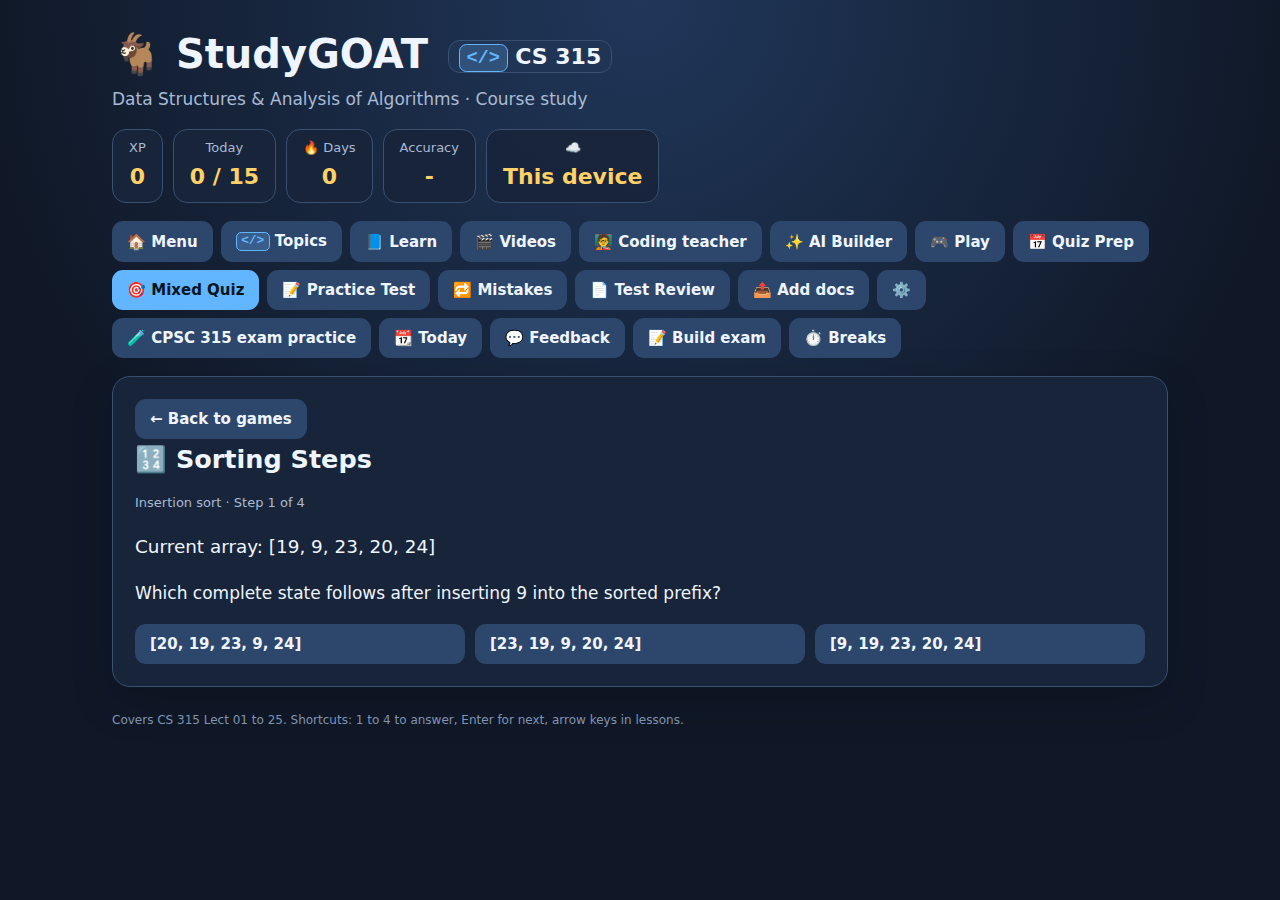 StudyGOAT </> CS 315
Data Structures & Analysis of Algorithms · Course study
XP
0
Today
0 / 15
🔥 Days
0
Accuracy
-
☁️
This device
🏠 Menu
</> Topics
📘 Learn
🎬 Videos
🧑‍🏫 Coding teacher
✨ AI Builder
🎮 Play
📅 Quiz Prep
🎯 Mixed Quiz
📝 Practice Test
🔁 Mistakes
📄 Test Review
📤 Add docs
⚙️
🧪 CPSC 315 exam practice
📆 Today
💬 Feedback
📝 Build exam
⏱️ Breaks
← Back to games
🔢 Sorting Steps
Insertion sort · Step 1 of 4
Current array: [19, 9, 23, 20, 24]
Which complete state follows after inserting 9 into the sorted prefix?
[20, 19, 23, 9, 24]
[23, 19, 9, 20, 24]
[9, 19, 23, 20, 24]
Covers CS 315 Lect 01 to 25. Shortcuts: 1 to 4 to answer, Enter for next, arrow keys in lessons.